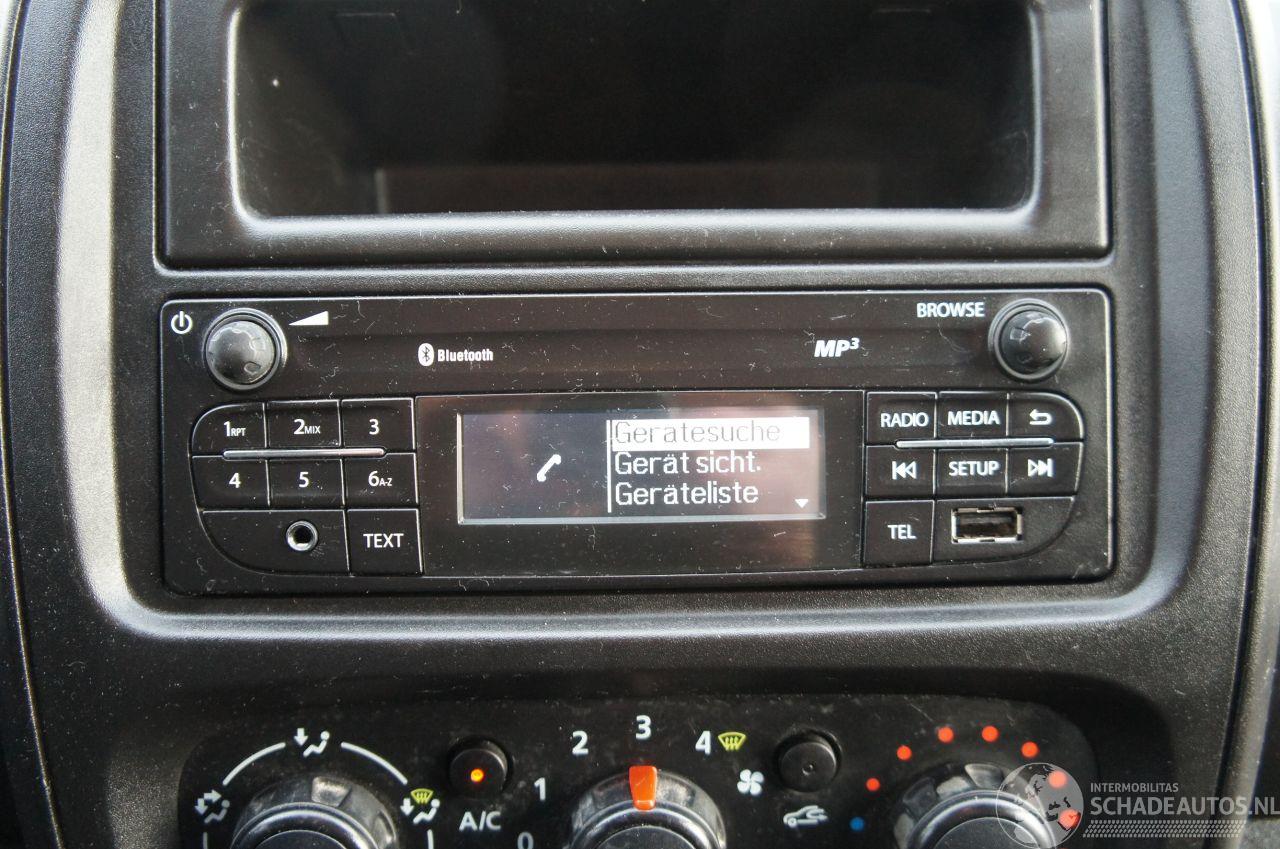 BROWSE
Bluetooth
MP3
1RPT 2MIX 3
4 5 6A-Z
TEXT
Gerätesuche
Gerät sicht.
Geräteliste
RADIO MEDIA
SETUP
TEL
A/C
0 1 2 3 4
INTERMOBILITAS
SCHADEAUTOS.NL